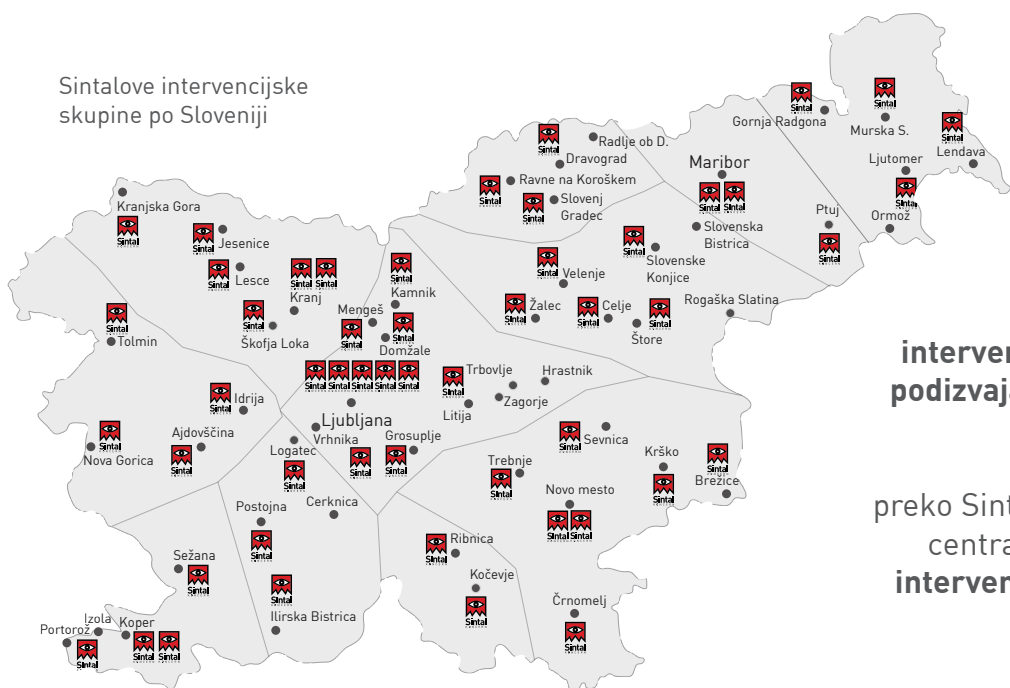 Sintalove intervencijske
skupine po Sloveniji
Gornja Radgona
Murska S.
Lendava
Ljutomer
Ormož
Radlje ob D.
Dravograd
Ravne na Koroškem
Slovenj
Gradec
Maribor
Slovenska
Bistrica
Ptuj
Kranjska Gora
Jesenice
Lesce
Kranj
Škofja Loka
Mengeš
Kamnik
Domžale
Velenje
Slovenske
Konjice
Žalec
Celje
Štore
Rogaška Slatina
Tolmin
Idrija
Ajdovščina
Nova Gorica
Ljubljana
Vrhnika
Logatec
Grosuplje
Trbovlje
Hrastnik
Zagorje
Litija
Sevnica
Krško
Brežice
Trebnje
Novo mesto
Cerknica
Postojna
Sežana
Ilirska Bistrica
Ribnica
Kočevje
Črnomelj
Izola
Koper
Portorož
Sintal
interven
podizvaja
preko Sint
centra
interven